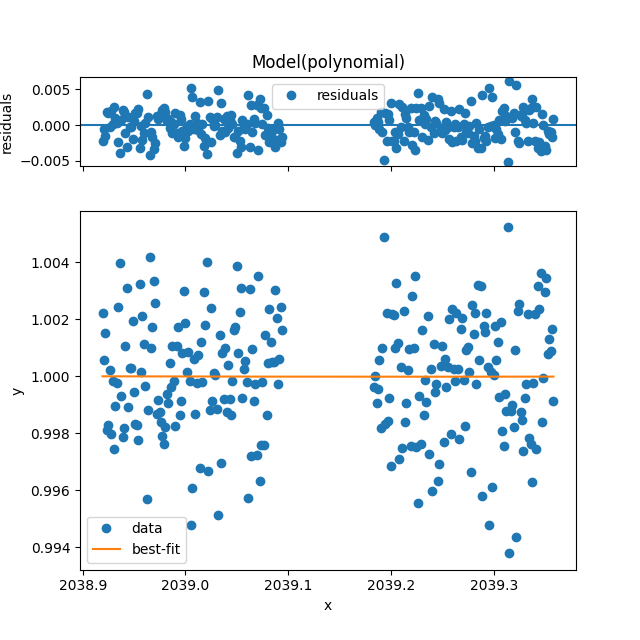 Model(polynomial)
residuals
0.005
0.000
−0.005
residuals
y
1.004
1.002
1.000
0.998
0.996
0.994
data
best-fit
2038.9 2039.0 2039.1 2039.2 2039.3
x